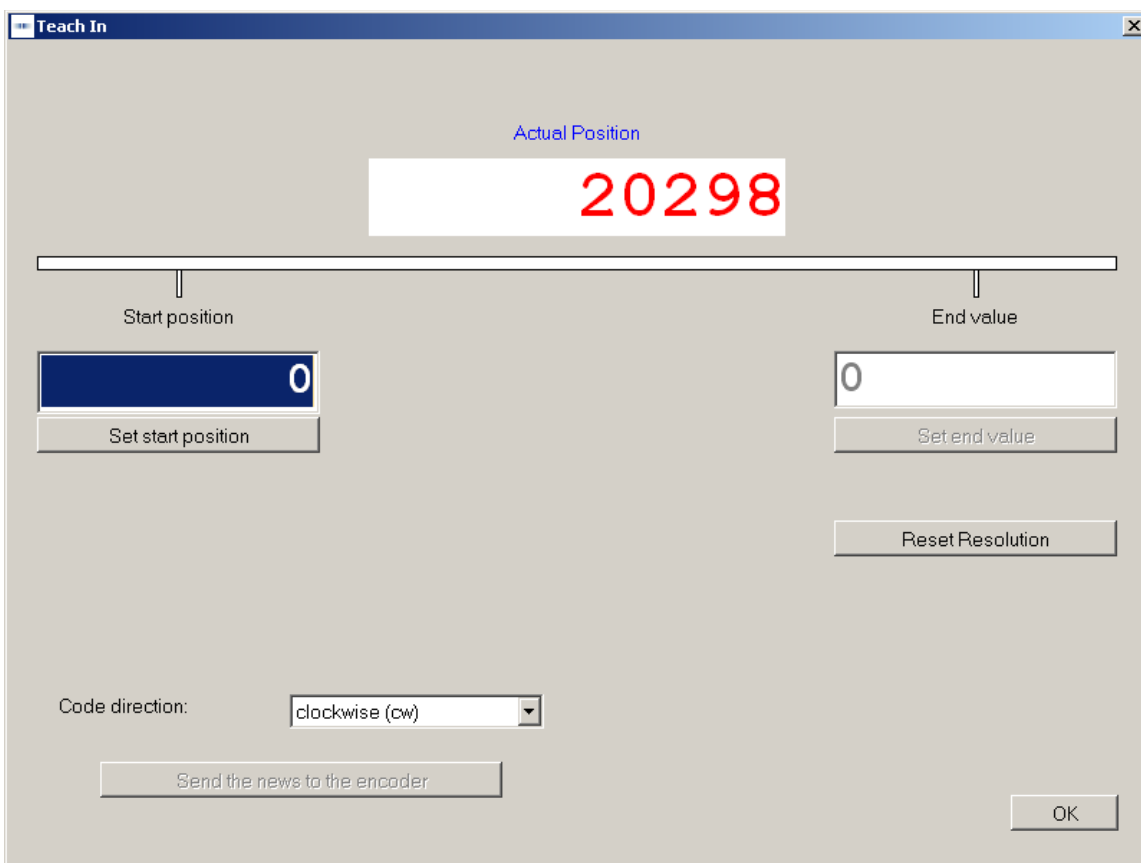 Teach In
Actual Position
20298
Start position
End value
0
0
Set start position
Set end value
Reset Resolution
Code direction:
clockwise (cw)
Send the news to the encoder
OK